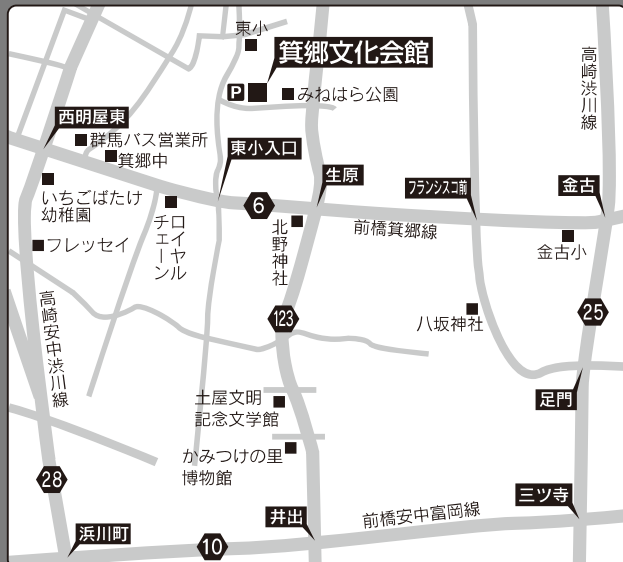 東小
箕郷文化会館
P
みねはら公園
高崎渋川線
西明屋東
群馬バス営業所
箕郷中
東小入口
生原
フランシスコ前
金古
いちごばたけ
幼稚園
ロイヤル
チェーン
6
北野神社
前橋箕郷線
金古小
フレッセイ
高崎安中渋川線
123
八坂神社
25
土屋文明
記念文学館
足門
かみつけの里
博物館
28
三ツ寺
井出
前橋安中富岡線
浜川町
10